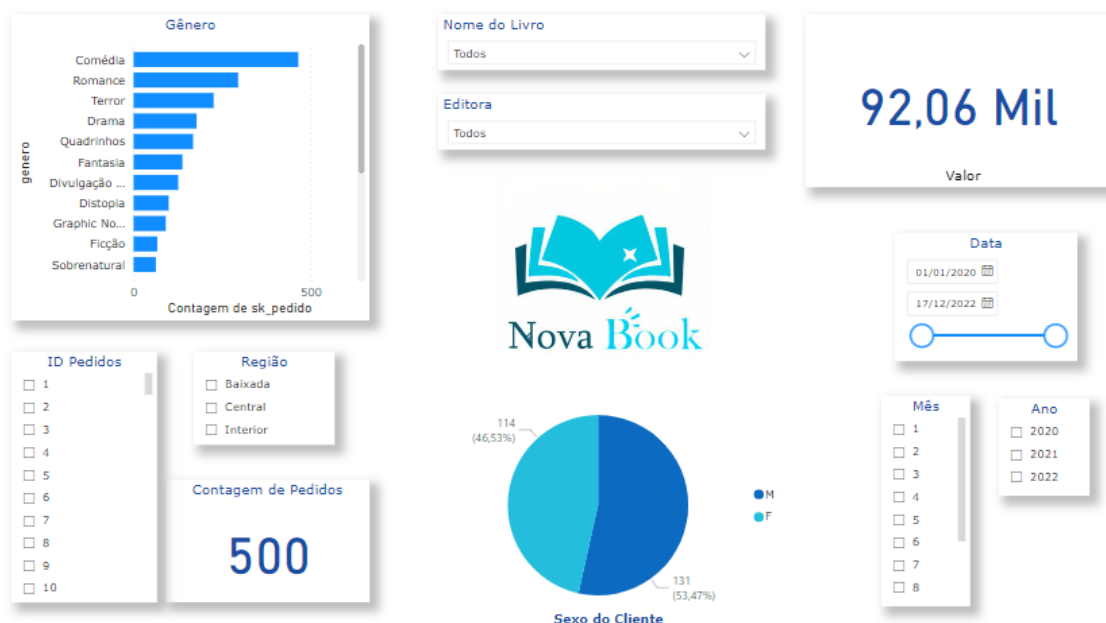 Gênero
genero
Comédia
Romance
Terror
Drama
Quadrinhos
Fantasia
Divulgação ...
Distopia
Graphic No...
Ficção
Sobrenatural
0
500
Contagem de sk_pedido
Nome do Livro
Todos
Editora
Todos
92,06 Mil
Valor
Nova Book
Data
01/01/2020
17/12/2022
ID Pedidos
1
2
3
4
5
6
7
8
9
10
Região
Baixada
Central
Interior
Contagem de Pedidos
500
114
(46,53%)
131
(53,47%)
M
F
Sexo do Cliente
Mês
1
2
3
4
5
6
7
8
Ano
2020
2021
2022